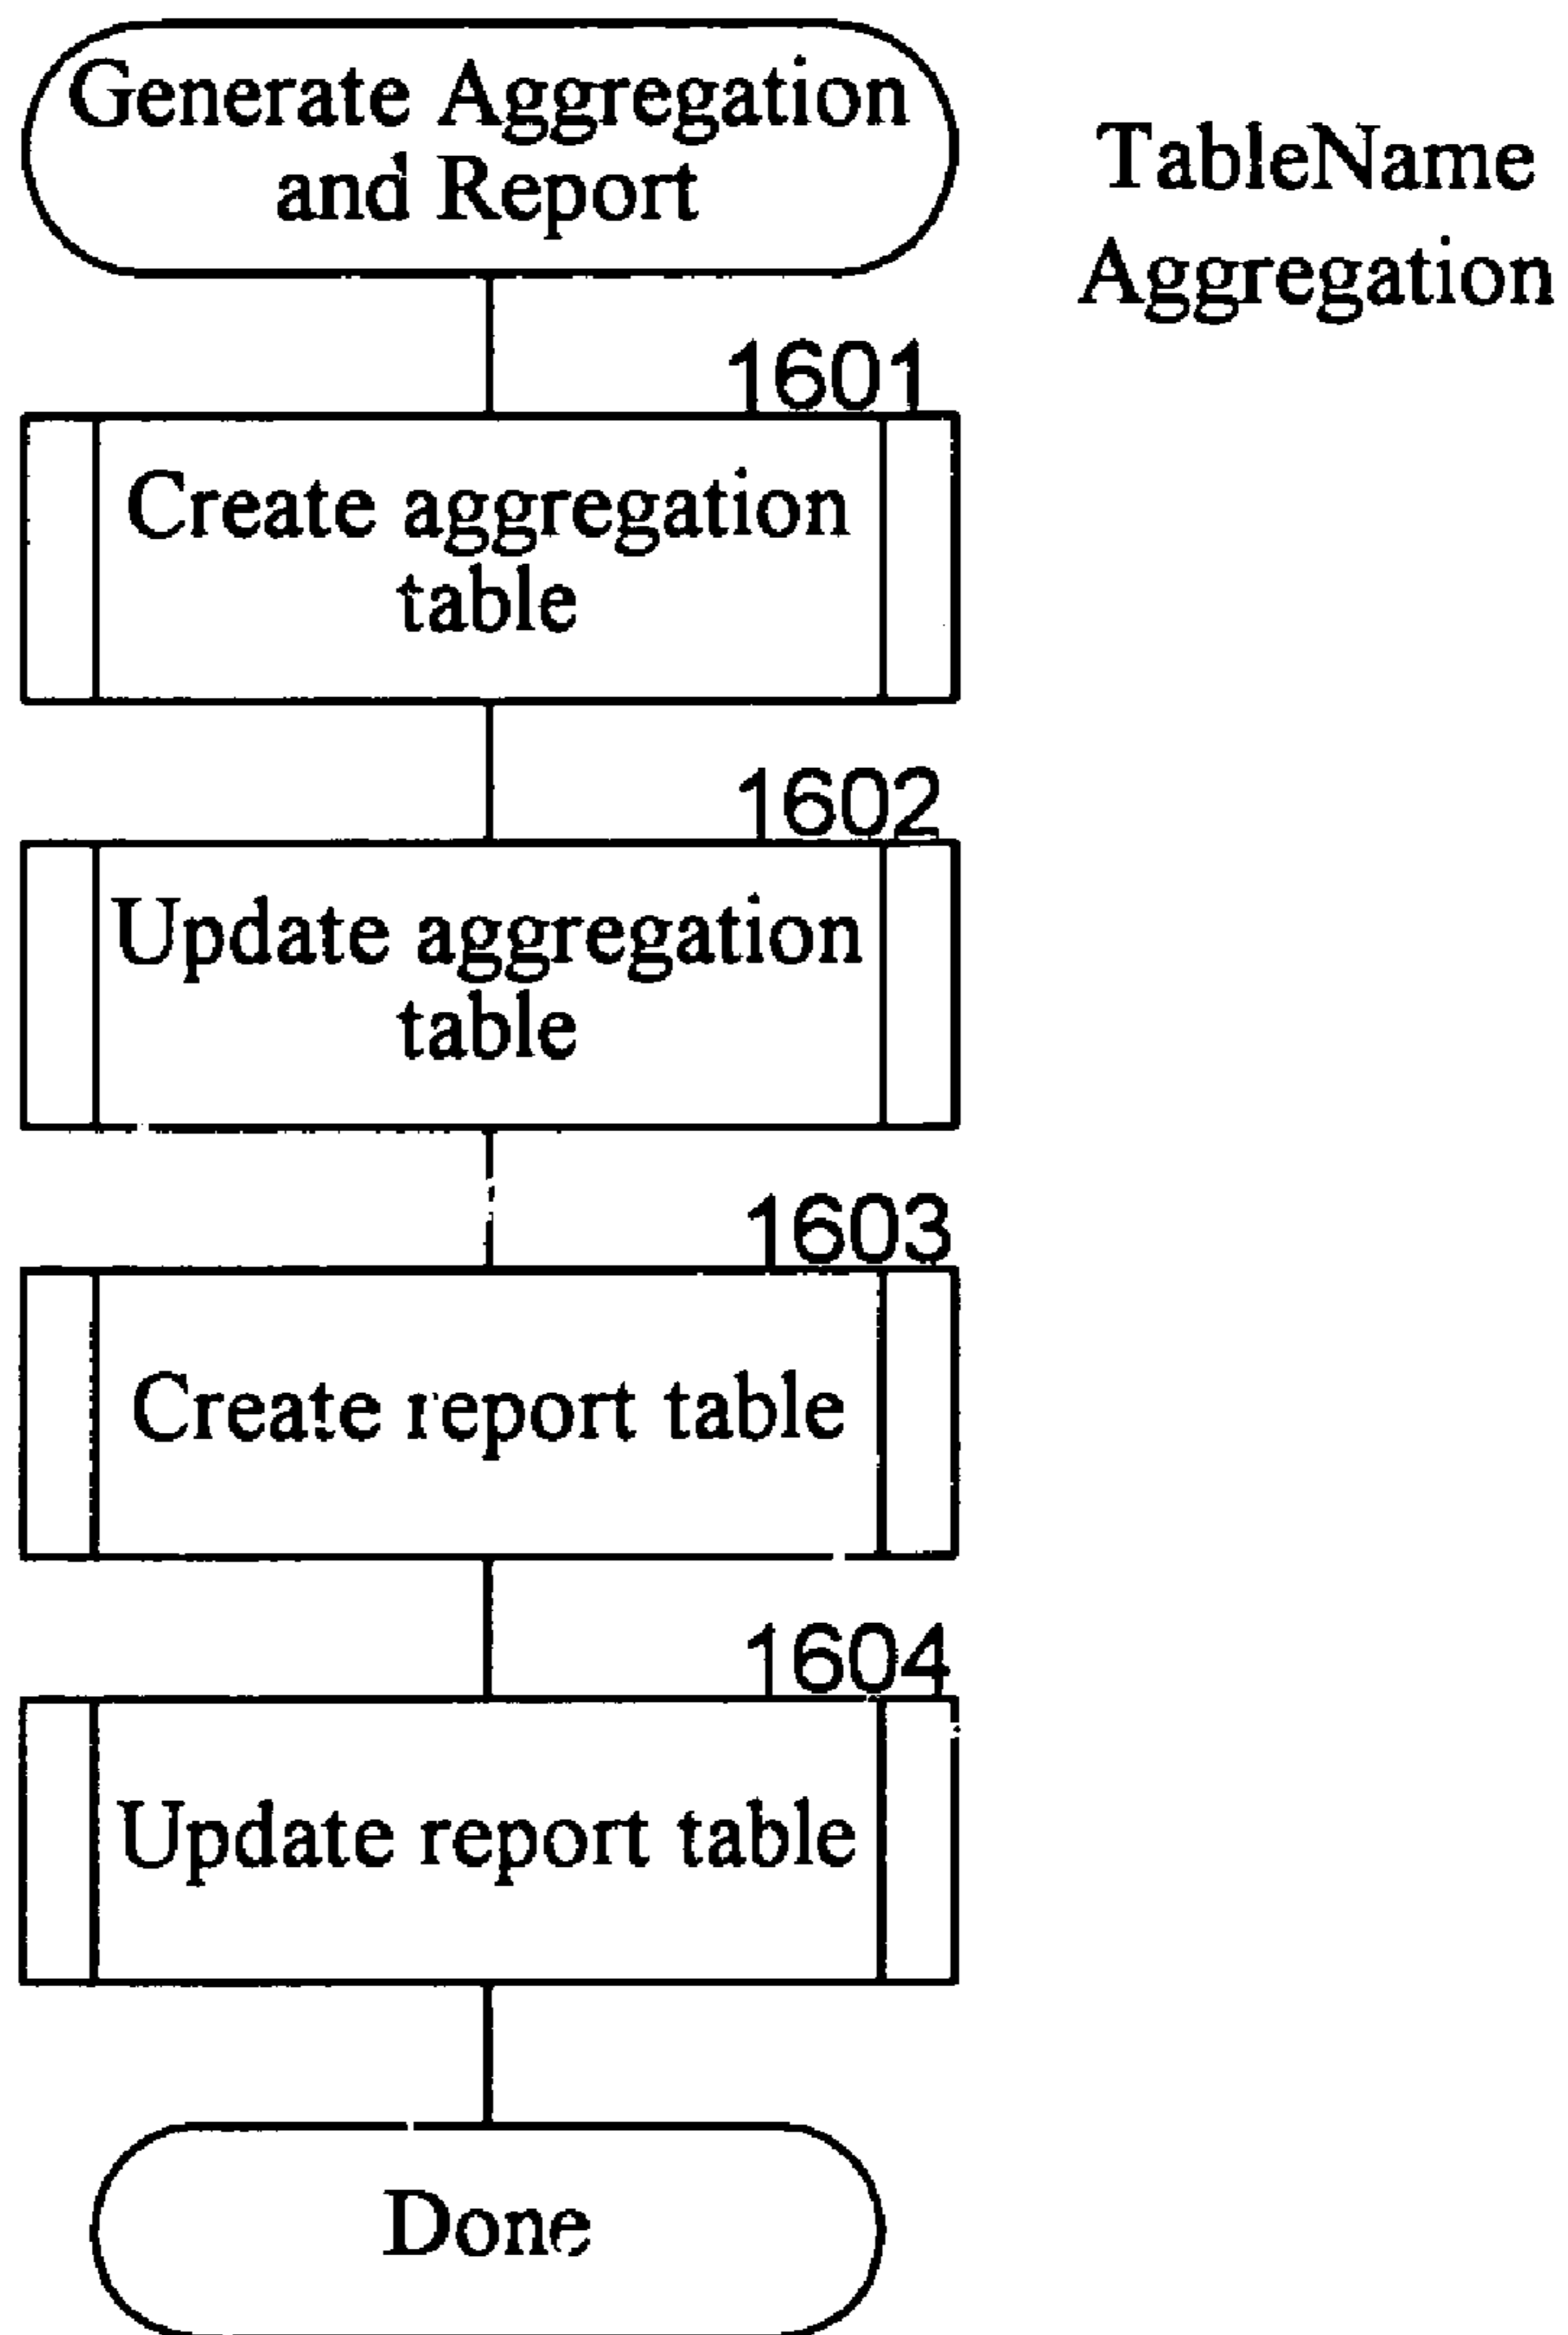 Generate Aggregation
and Report
TableName
Aggregation
1601
Create aggregation
table
1602
Update aggregation
table
1603
Create report table
1604
Update report table
Done